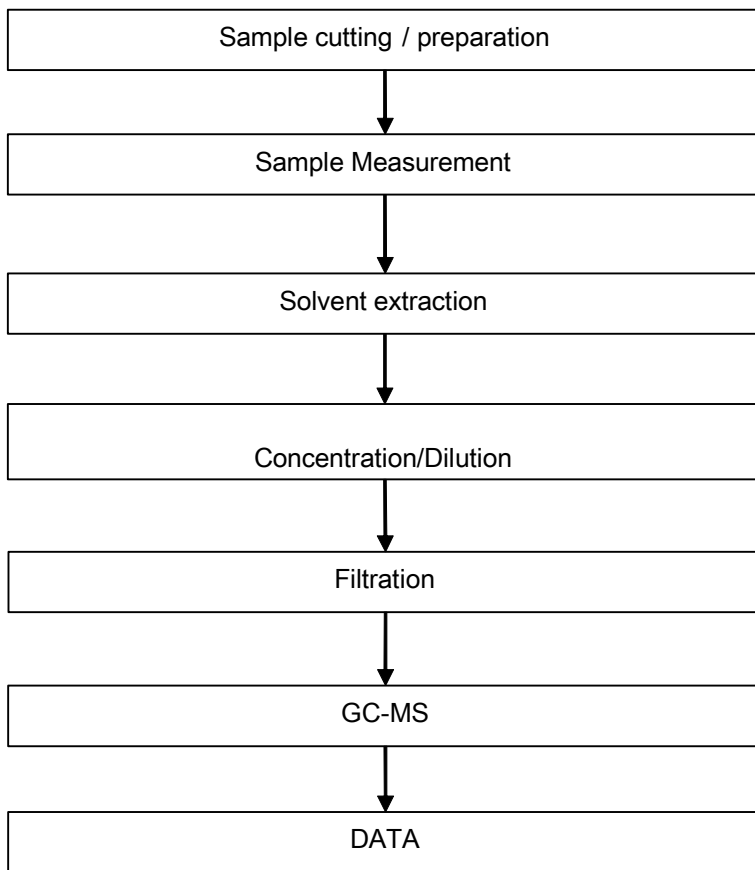 Sample cutting / preparation
Sample Measurement
Solvent extraction
Concentration/Dilution
Filtration
GC-MS
DATA